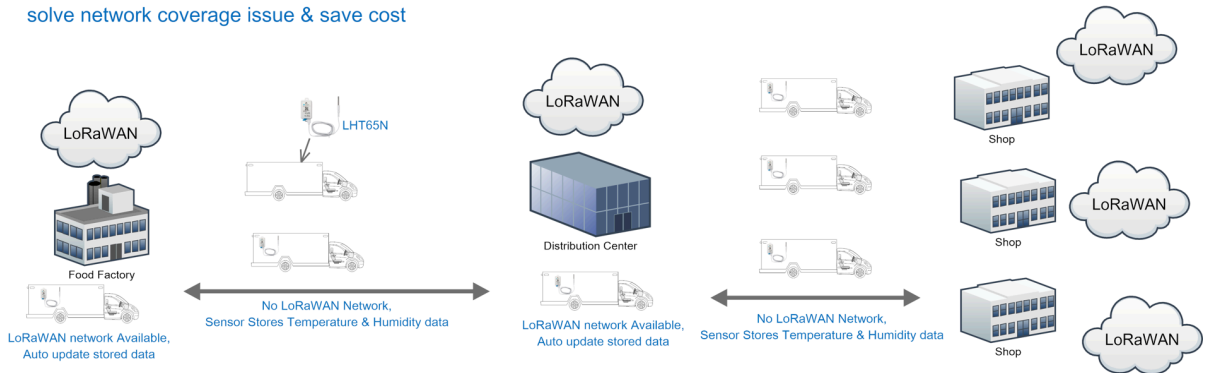 solve network coverage issue & save cost
LoRaWAN
LHT65N
Food Factory
LoRaWAN network Available,
Auto update stored data
No LoRaWAN Network,
Sensor Stores Temperature & Humidity data
LoRaWAN
Distribution Center
LoRaWAN network Available,
Auto update stored data
No LoRaWAN Network,
Sensor Stores Temperature & Humidity data
LoRaWAN
Shop
LoRaWAN
Shop
LoRaWAN
Shop